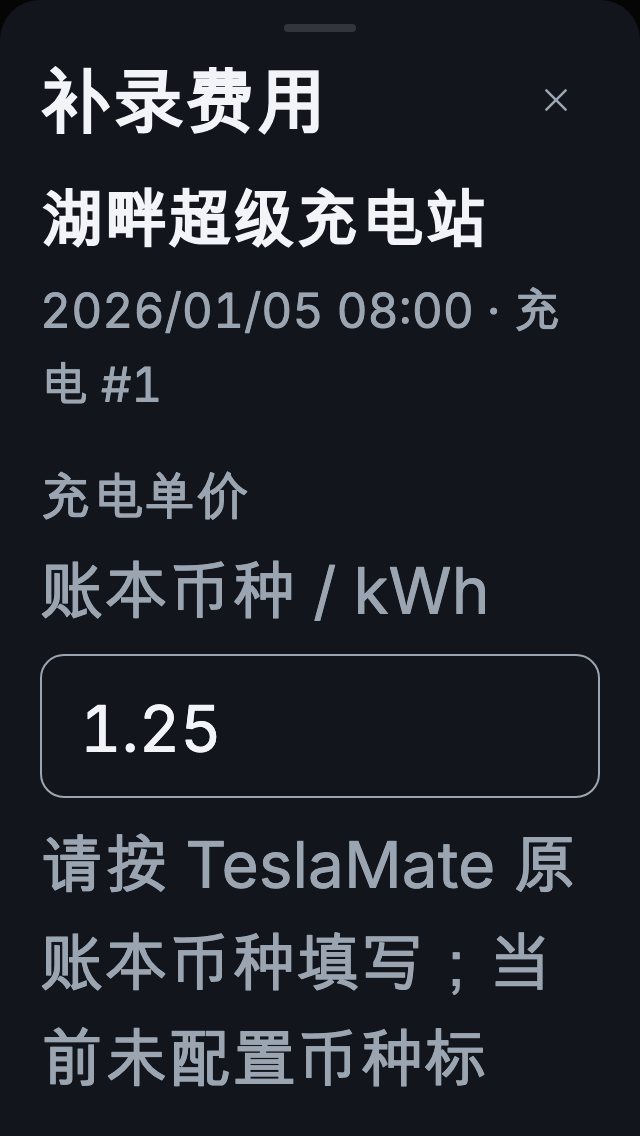 补录费用
湖畔超级充电站
2026/01/05 08:00 · 充
电 #1
充电单价
账本币种 / kWh
1.25
请按 TeslaMate 原
账本币种填写；当
前未配置币种标